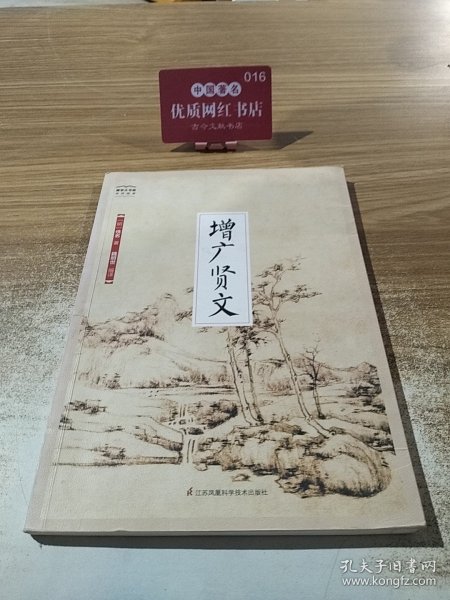 016
中国著名
优质网红书店
古今文献书店
增广贤文
江苏凤凰科学技术出版社
孔夫子旧书网
www.kongfz.com